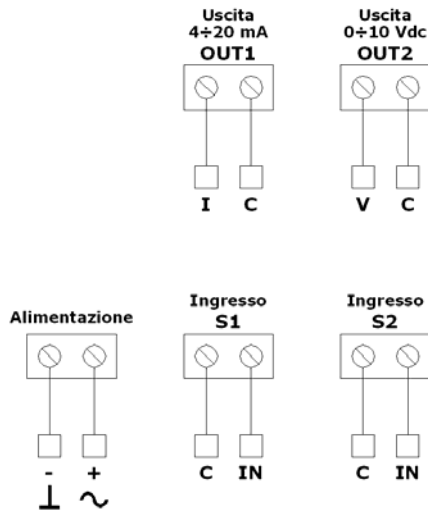 Uscita
4÷20 mA
OUT1
Uscita
0÷10 Vdc
OUT2
I C
V C
Alimentazione
Ingresso
S1
Ingresso
S2
- +
C IN
C IN